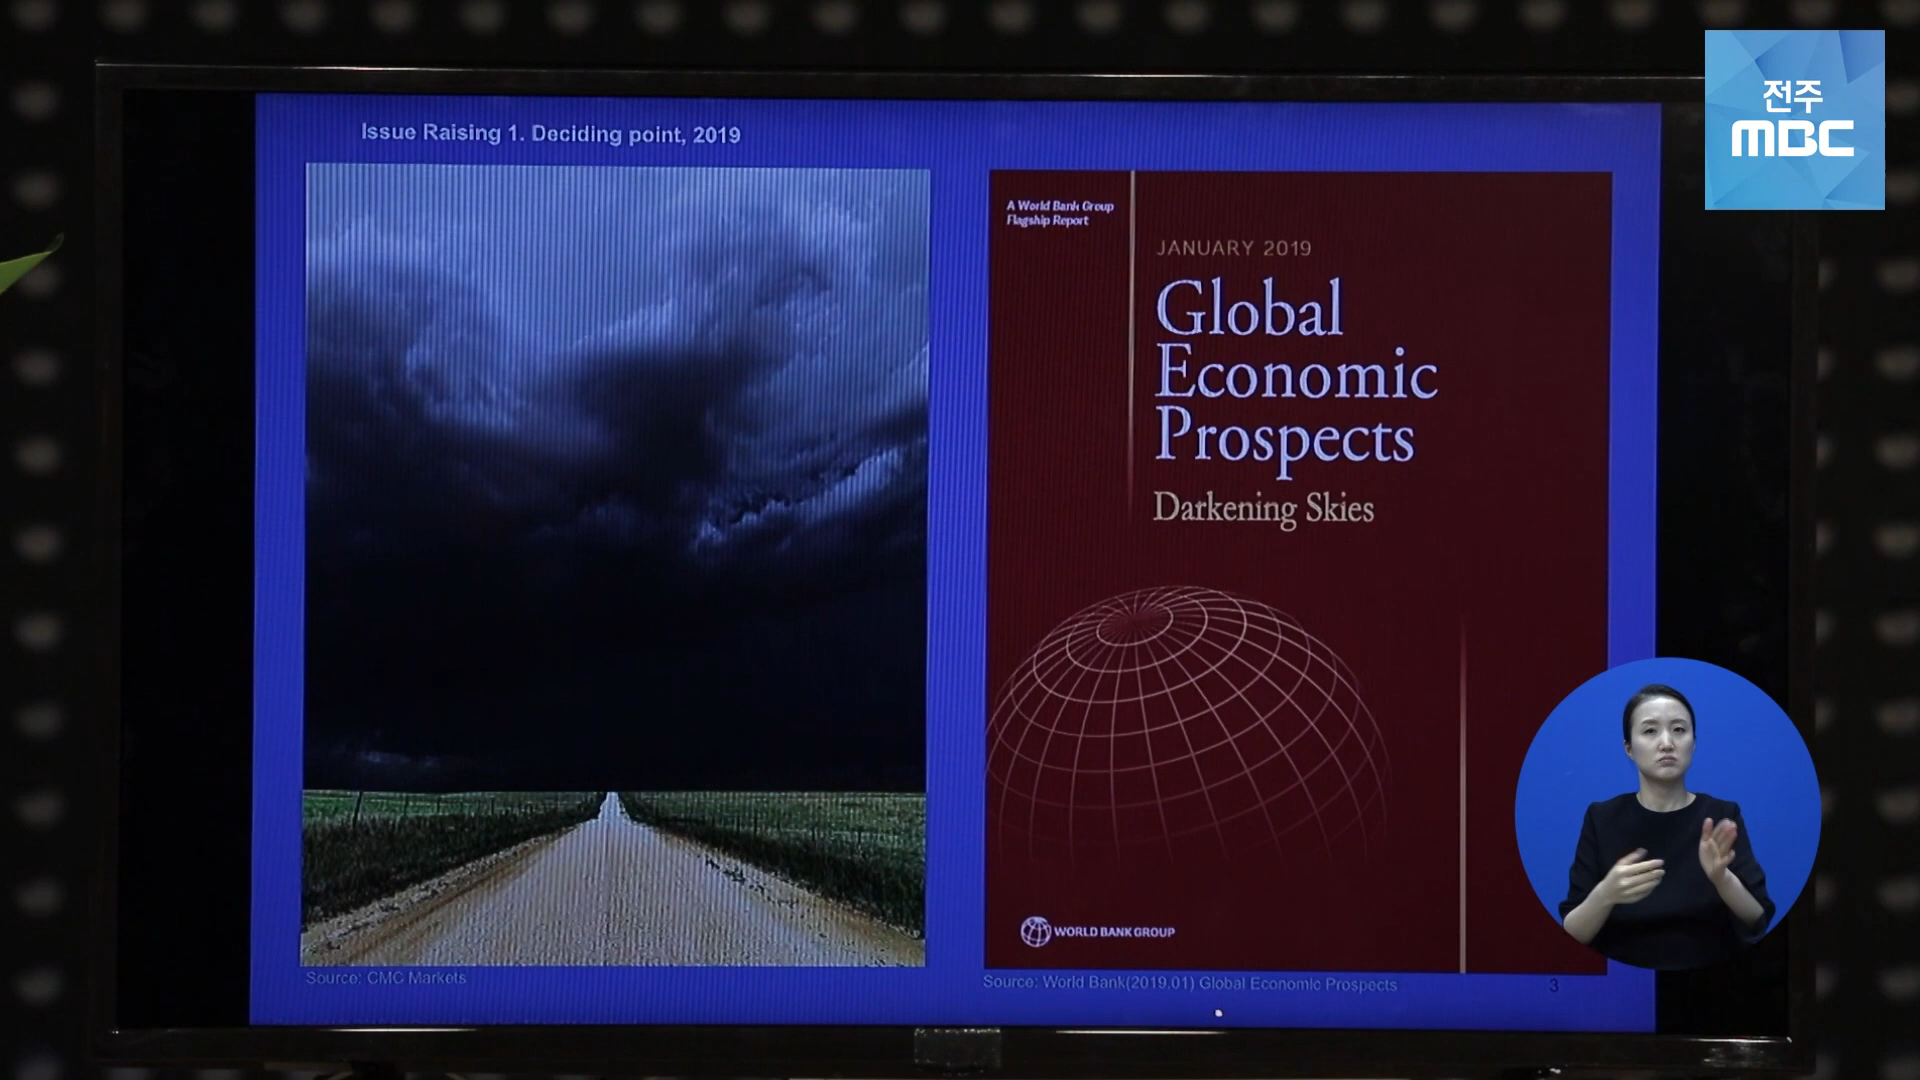 Issue Raising 1. Deciding point, 2019
A World Bank Group
Flagship Report
JANUARY 2019
Global
Economic
Prospects
Darkening Skies
WORLD BANK GROUP
Source: CMC Markets
Source: World Bank(2019.01) Global Economic Prospects
3
전주
MBC